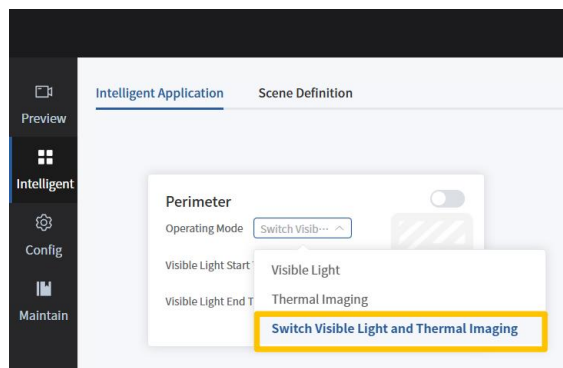 Preview
Intelligent
Config
Maintain
Intelligent Application Scene Definition
Perimeter
Operating Mode Switch Visib···
Visible Light Start
Visible Light End T
Visible Light
Thermal Imaging
Switch Visible Light and Thermal Imaging